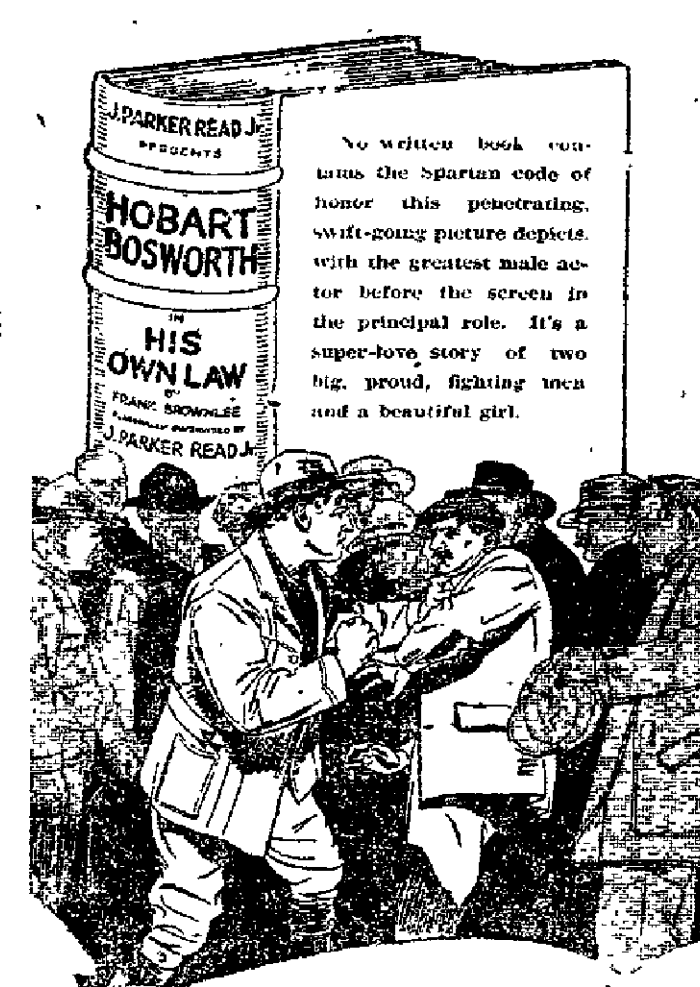 J. PARKER READ Jr.
PRESENTS
HOBART
BOSWORTH
IN
HIS
OWN LAW
BY
FRANK BROWNLEE
J. PARKER READ Jr.
No written book con-
tains the Spartan code of
honor this penetrating,
swift-going picture depicts,
with the greatest male ac-
tor before the screen in
the principal role. It's a
super-love story of two
big, proud, fighting men
and a beautiful girl.